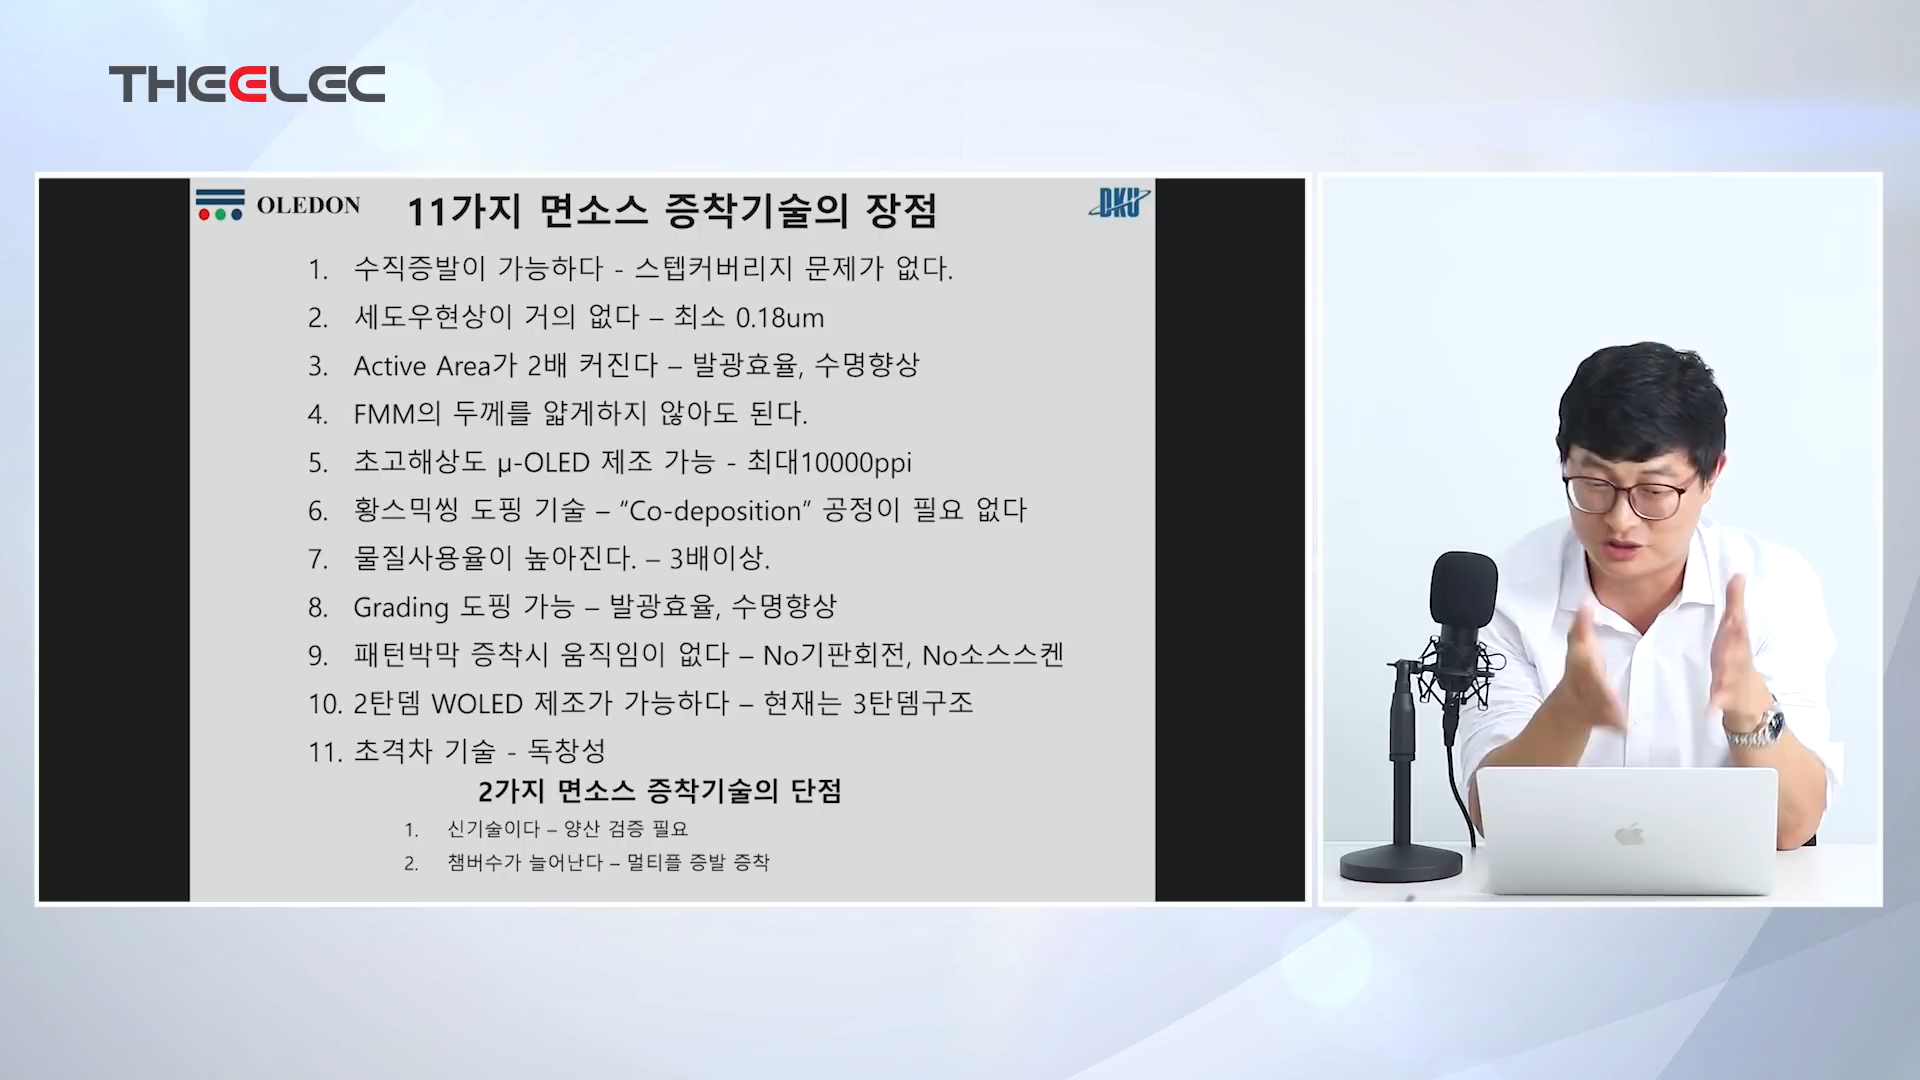 THEELEC
OLEDON
11가지 면소스 증착기술의 장점
DKU
1. 수직증발이 가능하다 - 스텝커버리지 문제가 없다.
2. 세도우현상이 거의 없다 – 최소 0.18um
3. Active Area가 2배 커진다 – 발광효율, 수명향상
4. FMM의 두께를 얇게하지 않아도 된다.
5. 초고해상도 μ-OLED 제조 가능 - 최대10000ppi
6. 황스믹씽 도핑 기술 – “Co-deposition” 공정이 필요 없다
7. 물질사용율이 높아진다. – 3배이상.
8. Grading 도핑 가능 – 발광효율, 수명향상
9. 패턴박막 증착시 움직임이 없다 – No기판회전, No소스스켄
10. 2탄뎀 WOLED 제조가 가능하다 – 현재는 3탄뎀구조
11. 초격차 기술 - 독창성
2가지 면소스 증착기술의 단점
1. 신기술이다 – 양산 검증 필요
2. 챔버수가 늘어난다 – 멀티플 증발 증착